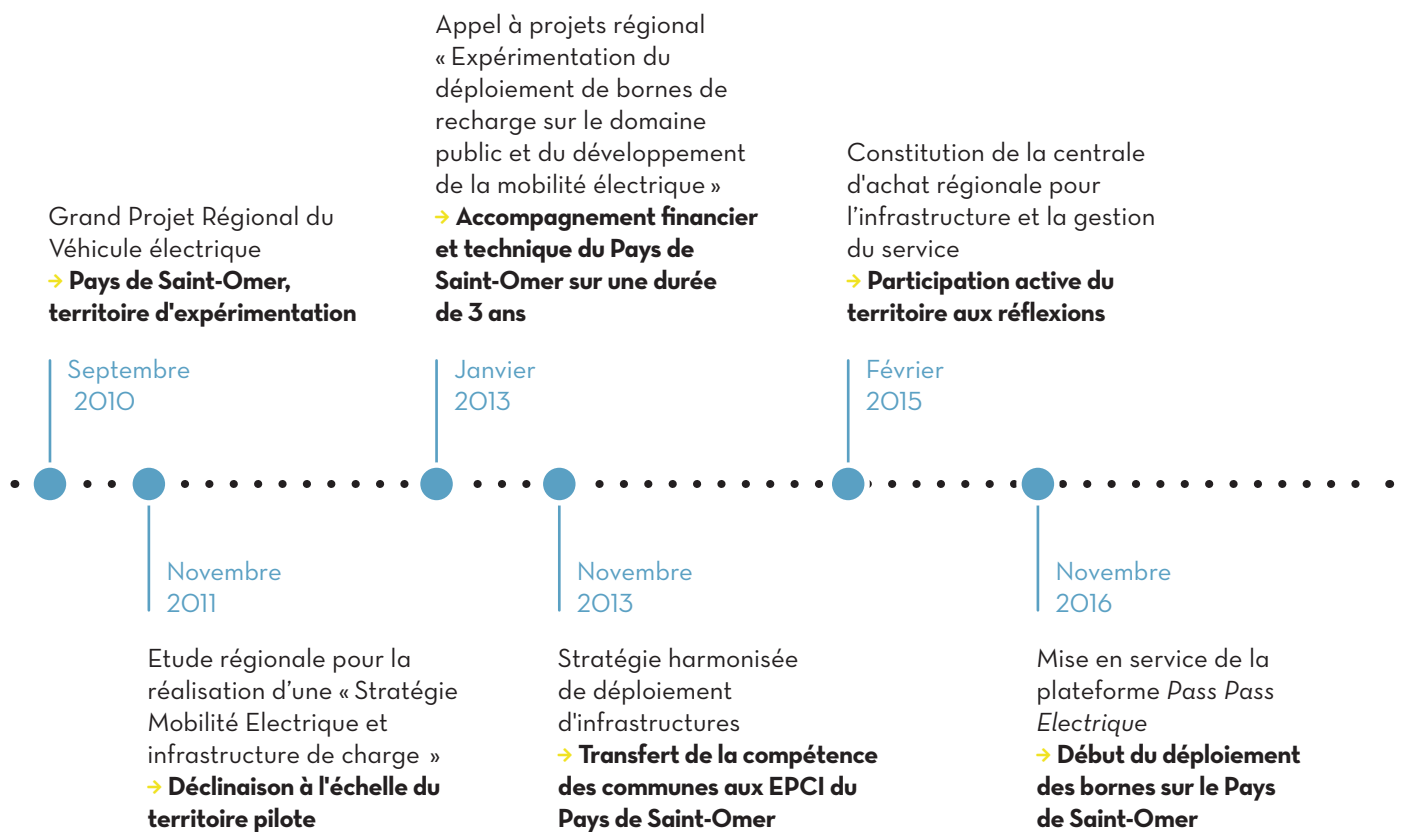 Grand Projet Régional du
Véhicule électrique
→ Pays de Saint-Omer,
territoire d'expérimentation
Septembre
2010
Novembre
2011
Etude régionale pour la
réalisation d’une « Stratégie
Mobilité Electrique et
infrastructure de charge »
→ Déclinaison à l'échelle du
territoire pilote
Appel à projets régional
« Expérimentation du
déploiement de bornes de
recharge sur le domaine
public et du développement
de la mobilité électrique »
→ Accompagnement financier
et technique du Pays de
Saint-Omer sur une durée
de 3 ans
Janvier
2013
Novembre
2013
Stratégie harmonisée
de déploiement
d'infrastructures
→ Transfert de la compétence
des communes aux EPCI du
Pays de Saint-Omer
Constitution de la centrale
d'achat régionale pour
l’infrastructure et la gestion
du service
→ Participation active du
territoire aux réflexions
Février
2015
Novembre
2016
Mise en service de la
plateforme Pass Pass
Electrique
→ Début du déploiement
des bornes sur le Pays
de Saint-Omer